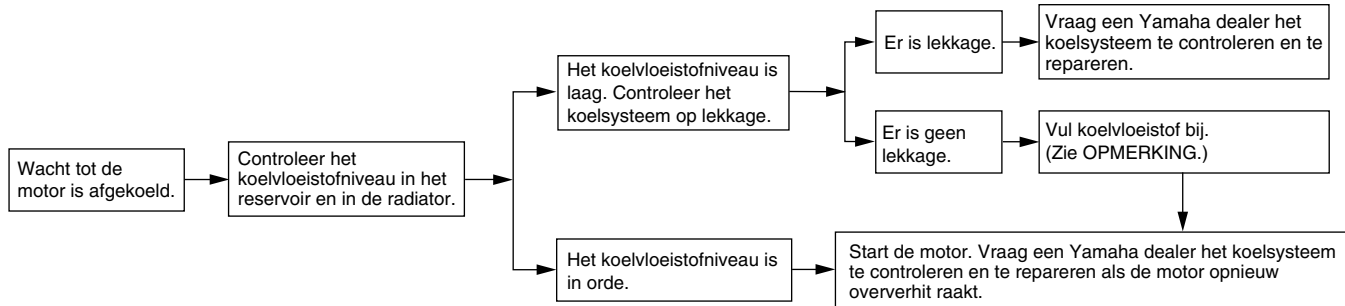 Wacht tot de
motor is afgekoeld.
Controleer het
koelvloeistofniveau in het
reservoir en in de radiator.
Het koelvloeistofniveau is
laag. Controleer het
koelsysteem op lekkage.
Er is lekkage.
Vraag een Yamaha dealer het
koelsysteem te controleren en te
repareren.
Er is geen
lekkage.
Vul koelvloeistof bij.
(Zie OPMERKING.)
Het koelvloeistofniveau is
in orde.
Start de motor. Vraag een Yamaha dealer het koelsysteem
te controleren en te repareren als de motor opnieuw
oververhit raakt.